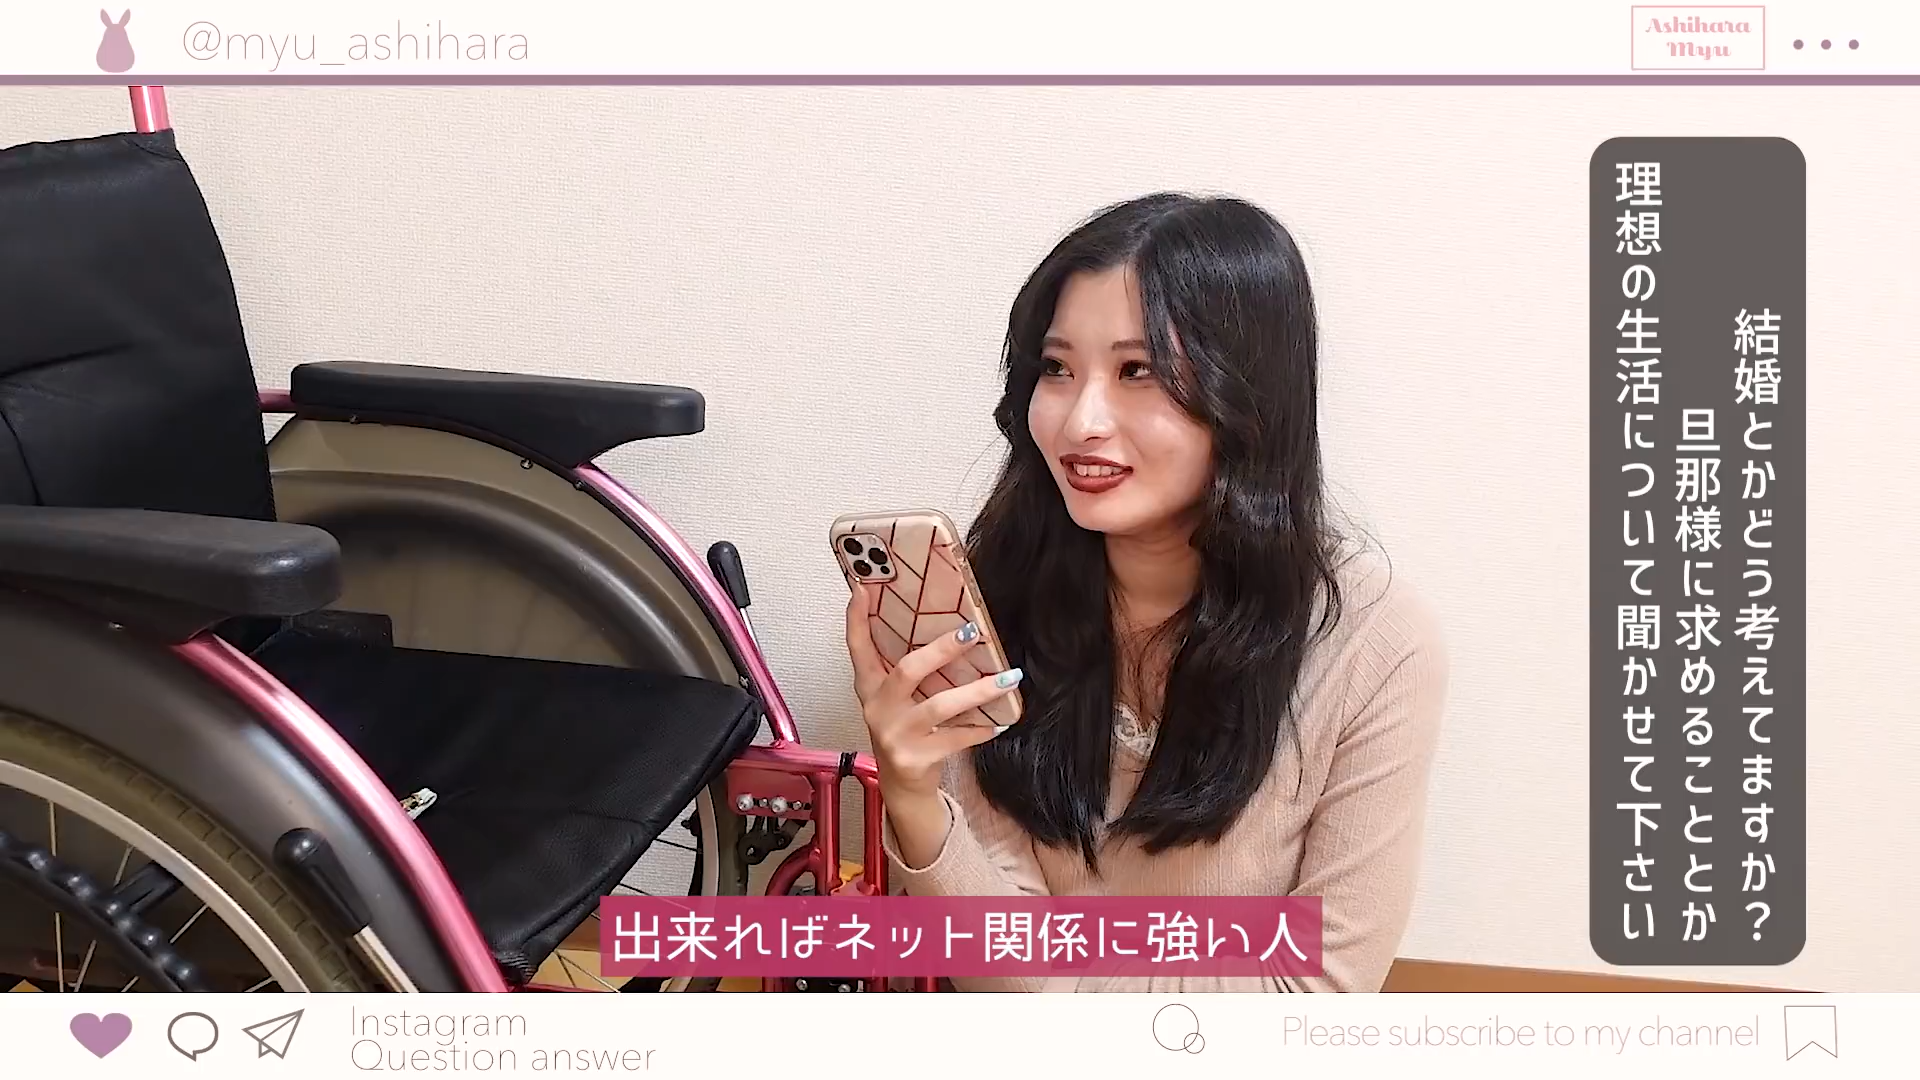 @myu_ashihara
Ashihara
Myu
結婚とかどう考えてますか?
旦那様に求めることとか
理想の生活について聞かせて下さい
出来ればネット関係に強い人
Instagram
Question answer
Please subscribe to my channel